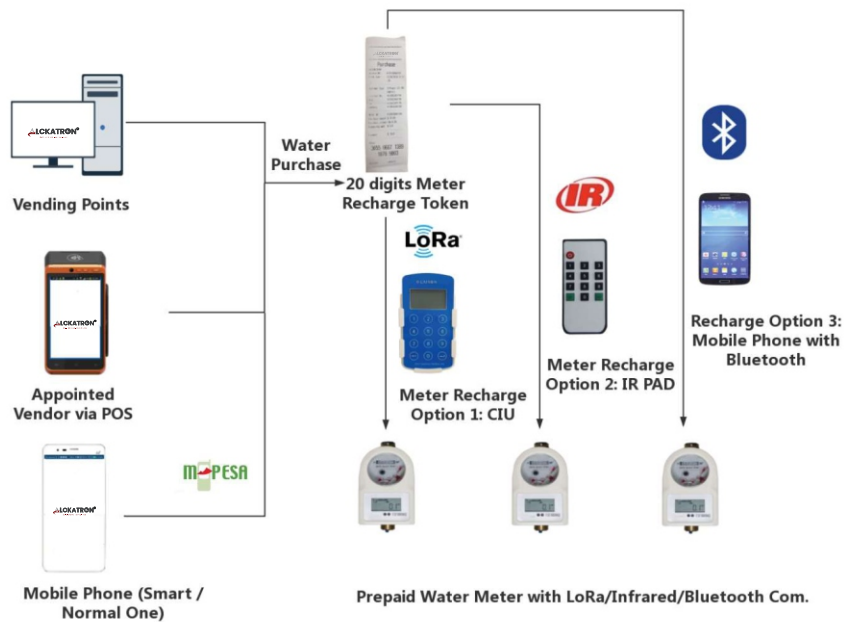 ALCKATRON
Vending Points
ALCKATRON
Appointed
Vendor via POS
M-PESA
ALCKATRON
Mobile Phone (Smart /
Normal One)
Water
Purchase
Purchase
20 digits Meter
Recharge Token
LoRa
Meter Recharge
Option 1: CIU
IR
Meter Recharge
Option 2: IR PAD
Recharge Option 3:
Mobile Phone with
Bluetooth
Prepaid Water Meter with LoRa/Infrared/Bluetooth Com.